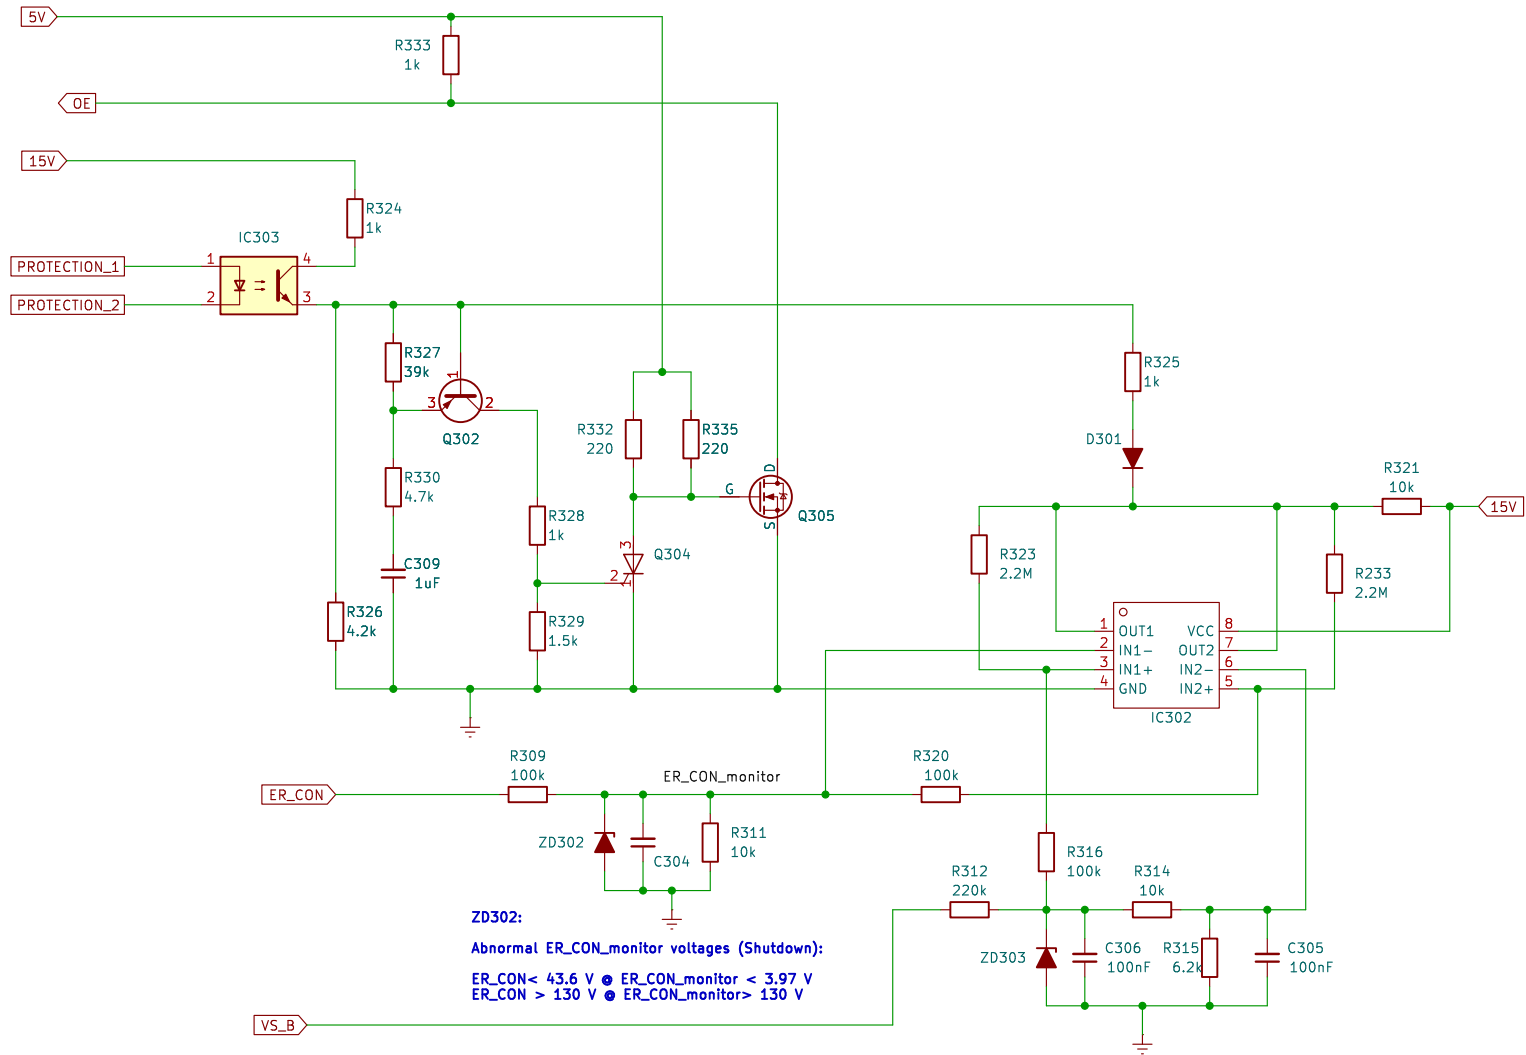 5V
R333
1k
OE
15V
R324
1k
IC303
PROTECTION_1
1
4
PROTECTION_2
2
3
R327
39k
1
3
2
Q302
R325
1k
R332
220
R335
220
D301
D
G
S
Q305
R321
10k
15V
R330
4.7k
R328
1k
3
Q304
2
1
C309
1uF
R323
2.2M
R233
2.2M
R326
4.2k
R329
1.5k
1
OUT1
VCC
8
2
IN1-
OUT2
7
3
IN1+
IN2-
6
4
GND
IN2+
5
IC302
R309
100k
ER_CON_monitor
R320
100k
ER_CON
ZD302
C304
R311
10k
R316
100k
R312
220k
R314
10k
ZD302:
Abnormal ER_CON_monitor voltages (Shutdown):
ER_CON< 43.6 V @ ER_CON_monitor < 3.97 V
ER_CON > 130 V @ ER_CON_monitor> 130 V
ZD303
C306
100nF
R315
6.2k
C305
100nF
VS_B